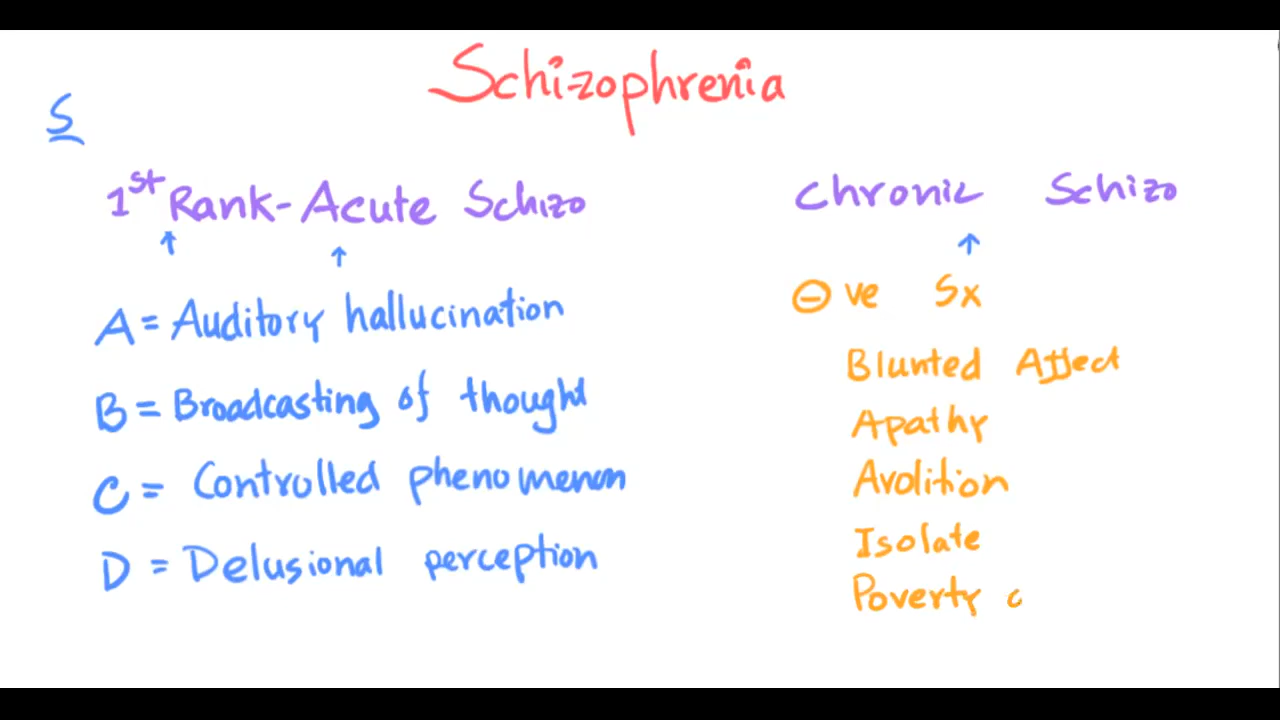 Schizophrenia
S
1st Rank-Acute Schizo
A = Auditory hallucination
B = Broadcasting of thought
C = Controlled phenomenon
D = Delusional perception
Chronic Schizo
⊖ ve Sx
Blunted Affect
Apathy
Avolition
Isolate
Poverty